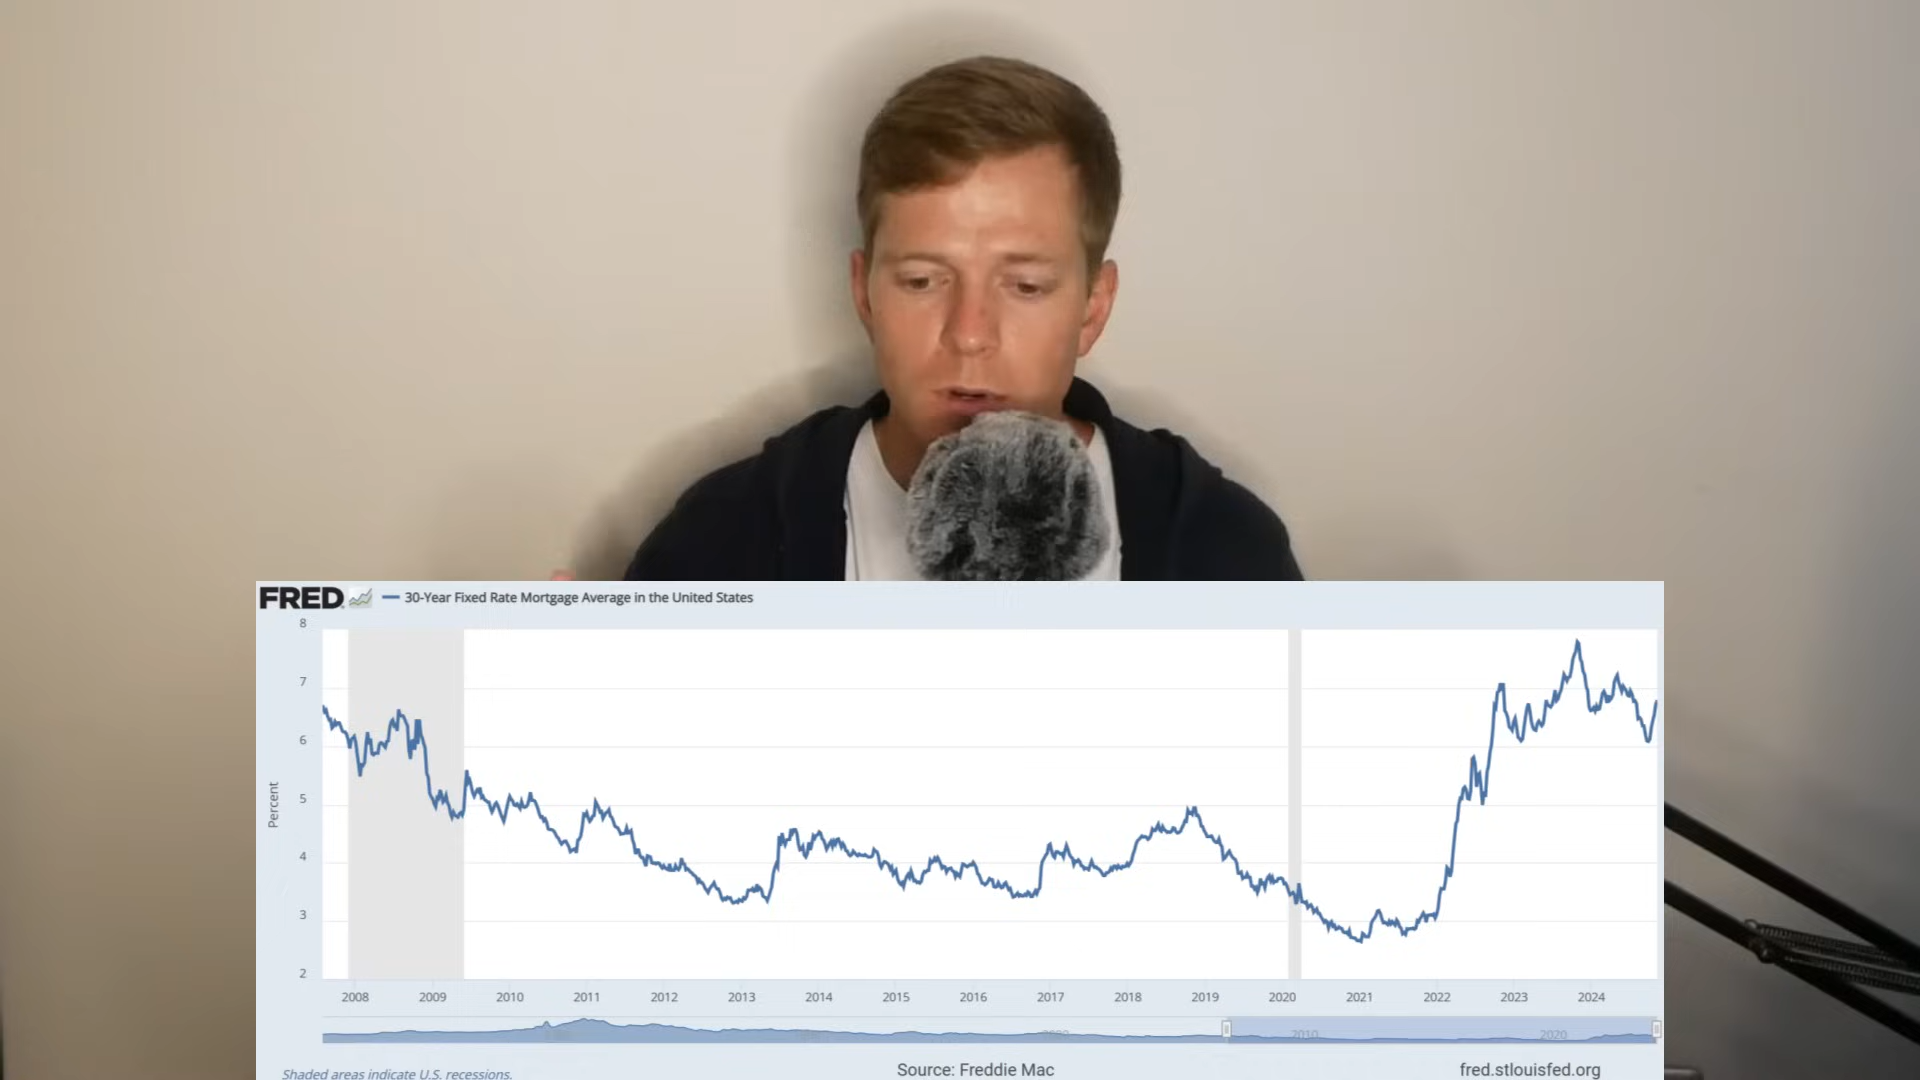 FRED
30-Year Fixed Rate Mortgage Average in the United States
8
7
6
5
4
3
2
Percent
2008 2009 2010 2011 2012 2013 2014 2015 2016 2017 2018 2019 2020 2021 2022 2023 2024
2010 2020
Shaded areas indicate U.S. recessions.
Source: Freddie Mac
fred.stlouisfed.org